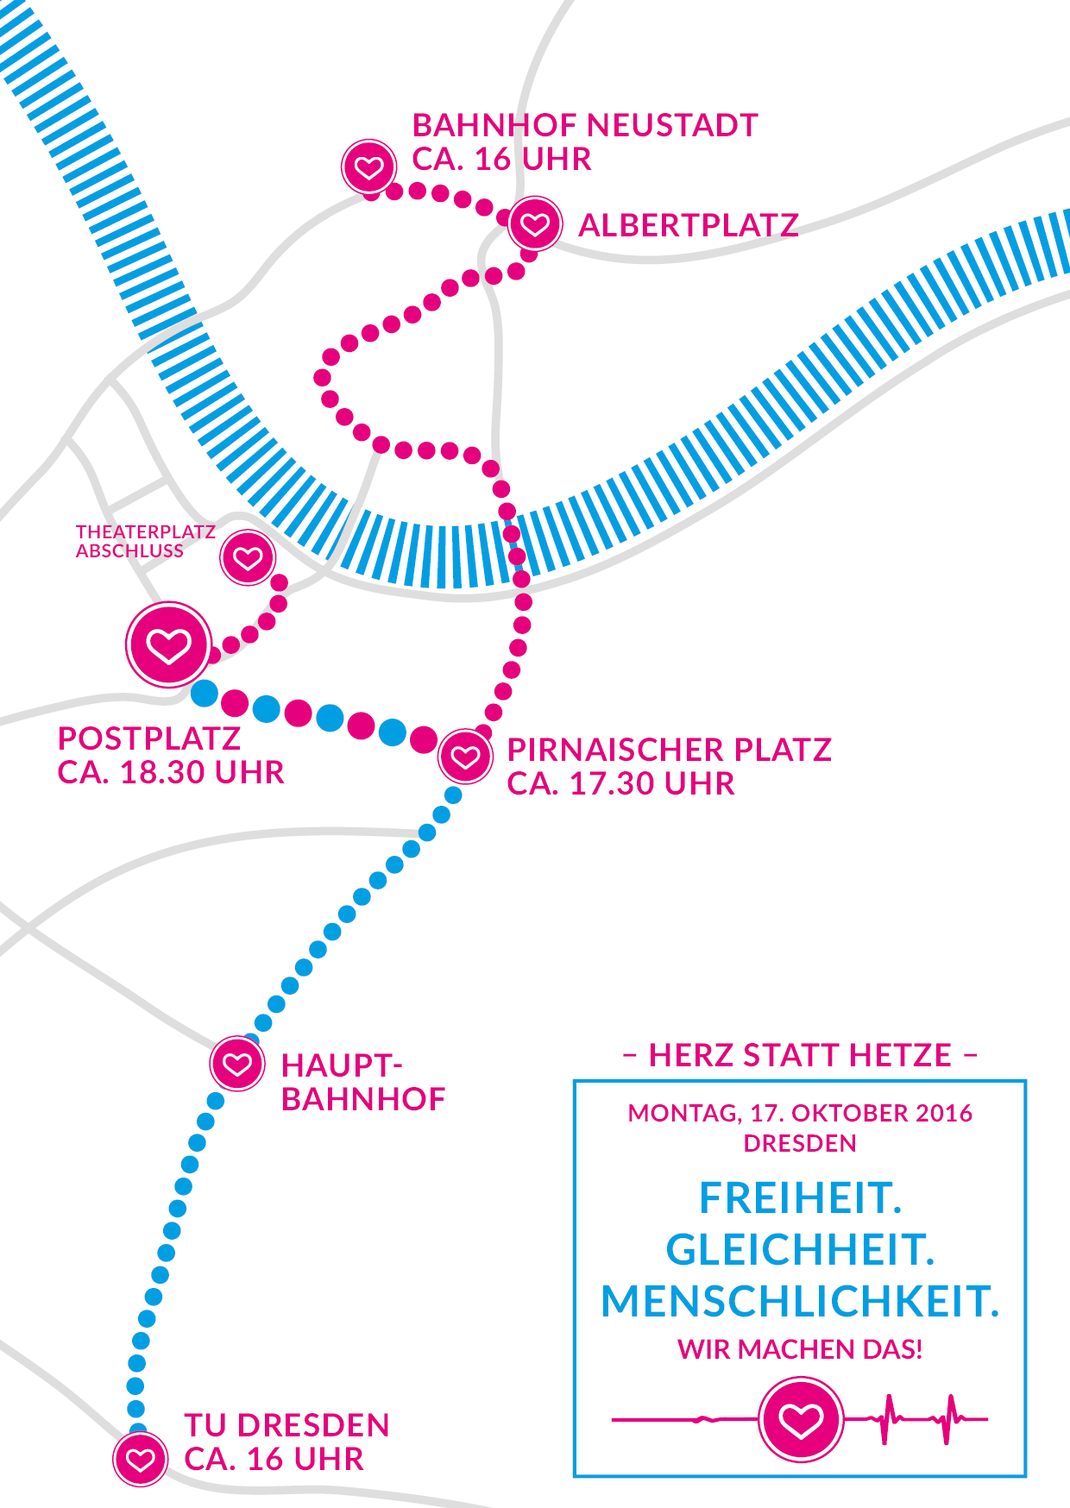 BAHNHOF NEUSTADT
CA. 16 UHR
ALBERTPLATZ
THEATERPLATZ
ABSCHLUSS
POSTPLATZ
CA. 18.30 UHR
PIRNAISCHER PLATZ
CA. 17.30 UHR
HAUPT-
BAHNHOF
– HERZ STATT HETZE –
MONTAG, 17. OKTOBER 2016
DRESDEN
FREIHEIT.
GLEICHHEIT.
MENSCHLICHKEIT.
WIR MACHEN DAS!
TU DRESDEN
CA. 16 UHR